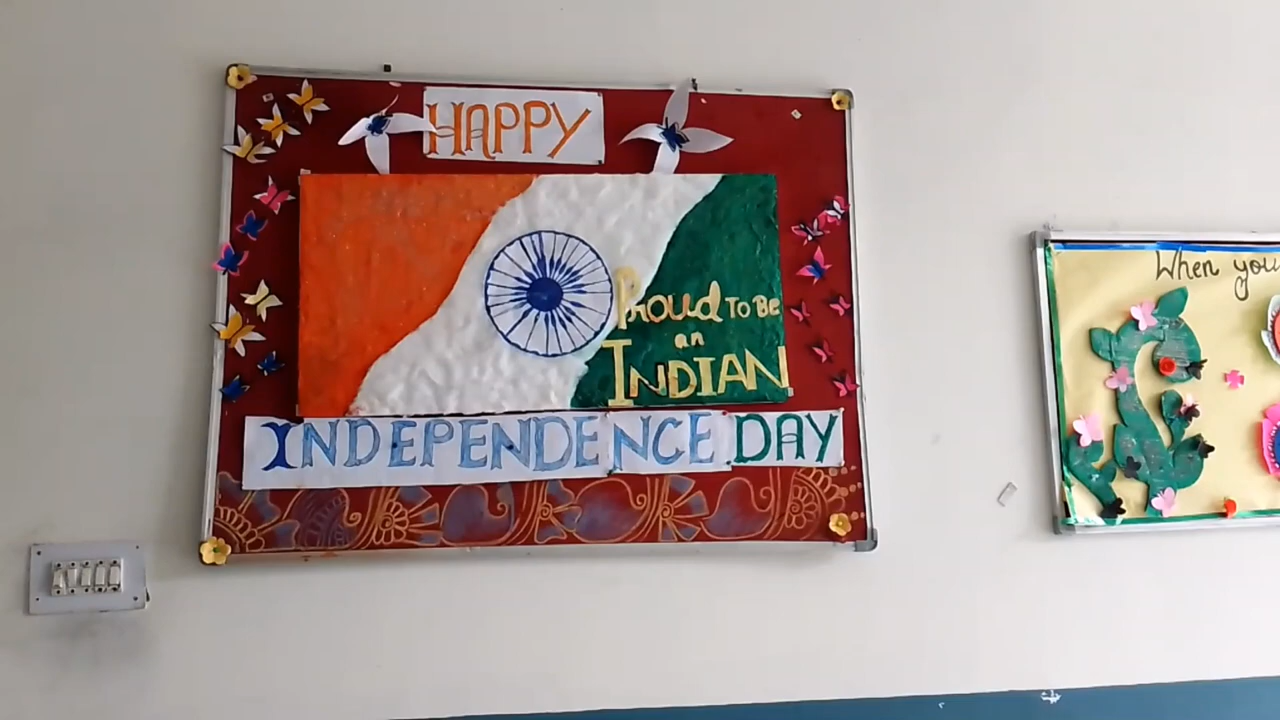 HAPPY
Proud To Be
an
INDIAN
INDEPENDENCE DAY
When you